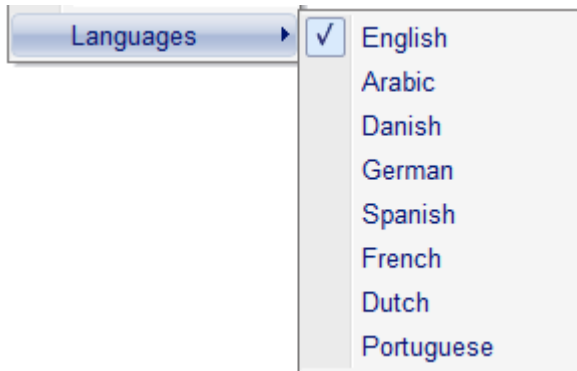 Languages
English
Arabic
Danish
German
Spanish
French
Dutch
Portuguese